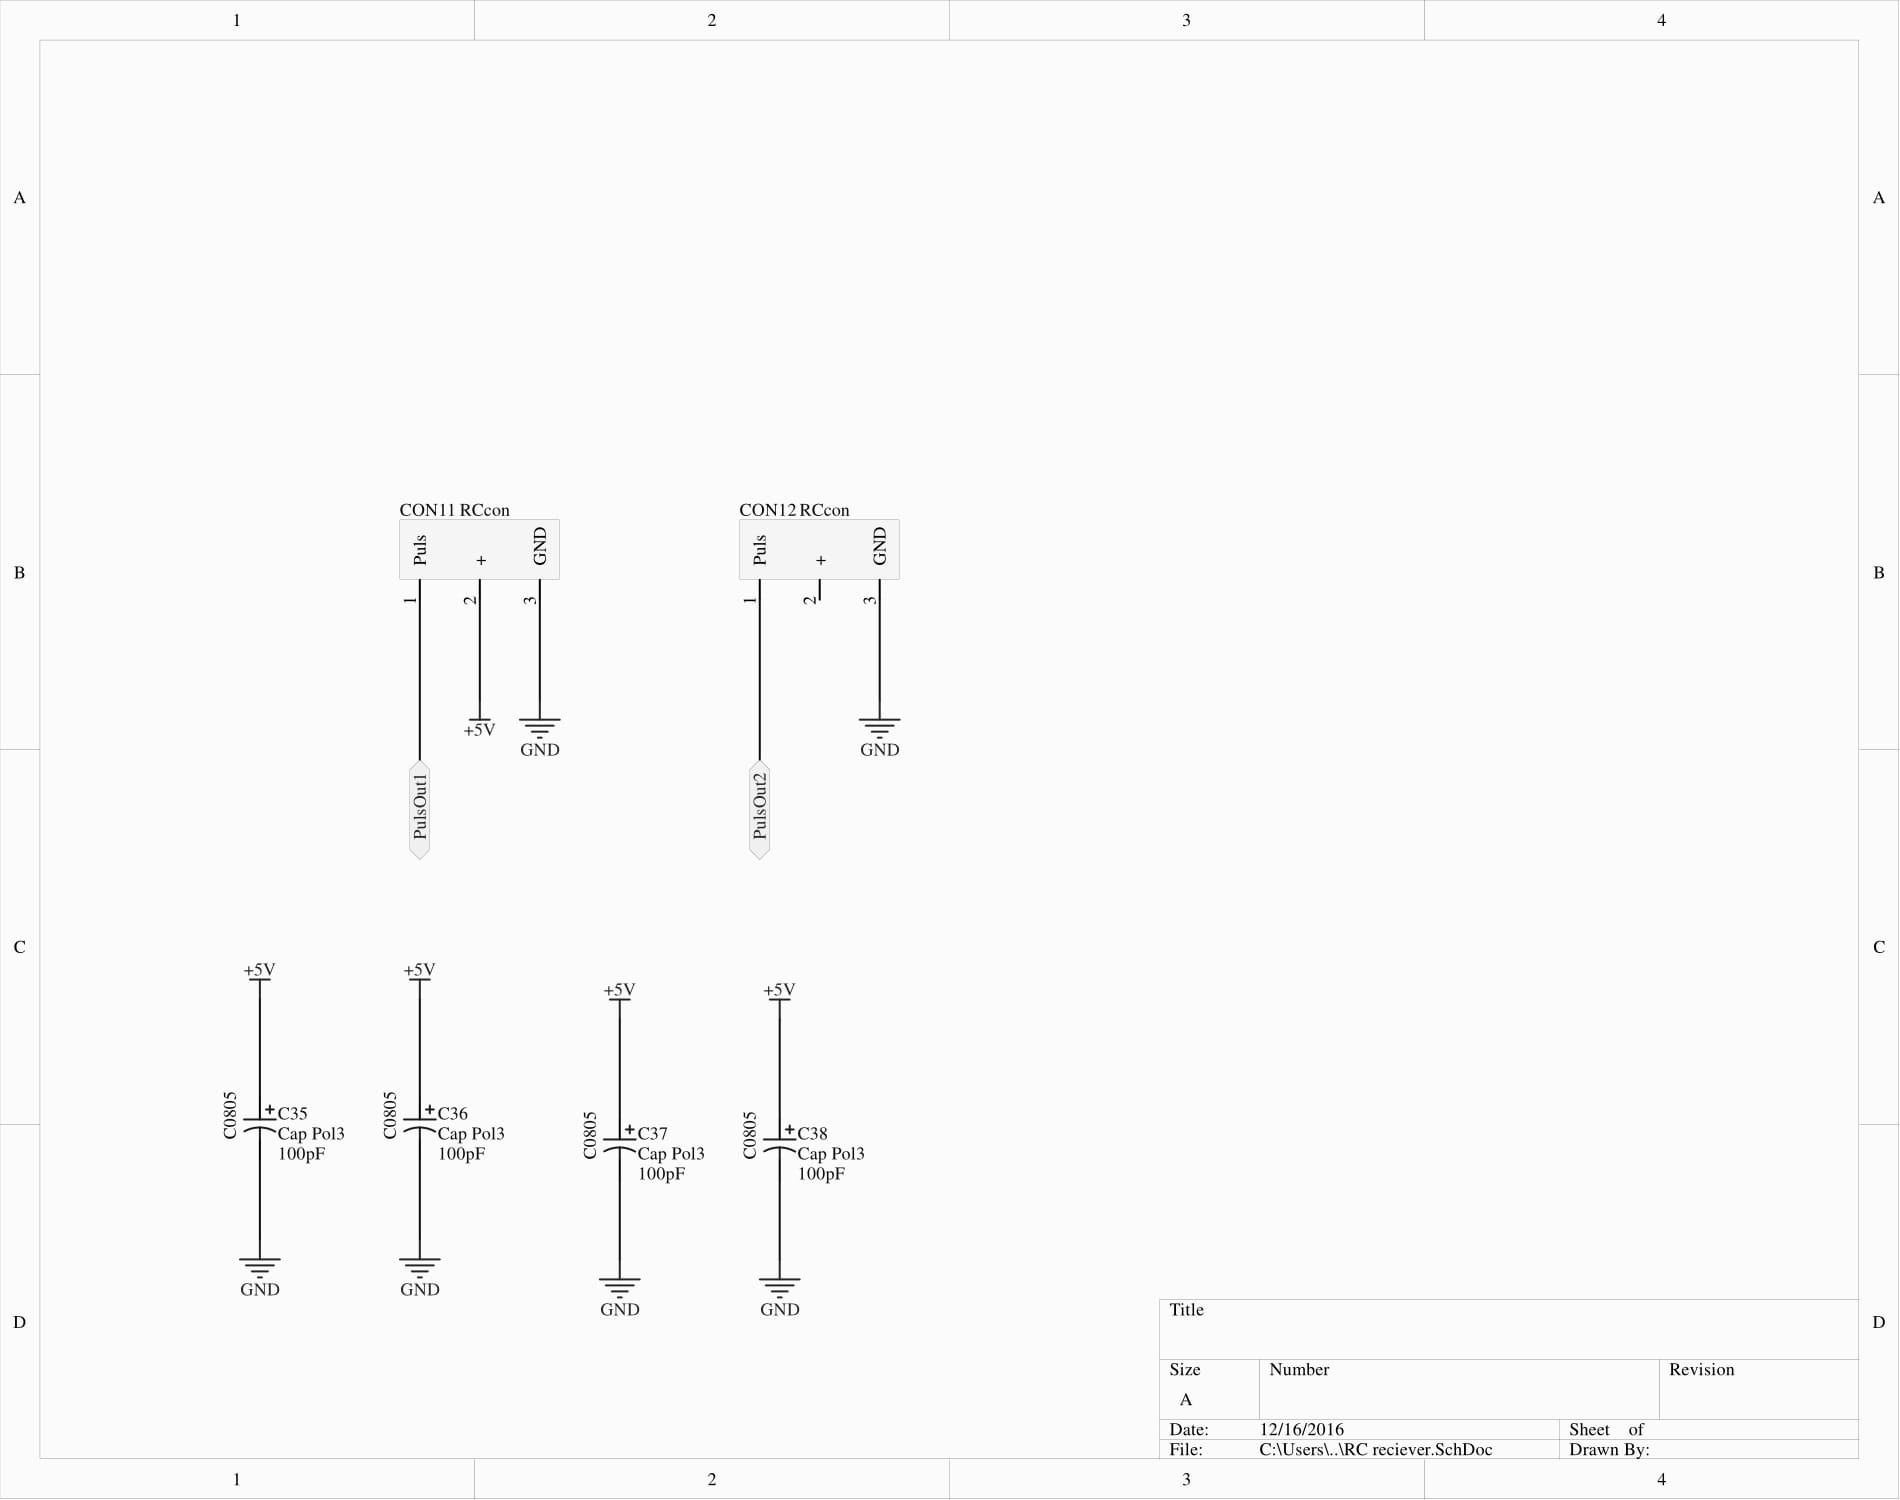 1 2 3 4
A A
CON11 RCcon CON12 RCcon
Puls + GND Puls + GND
B B
1 2 3 1 2 3
+5V
GND GND
PulsOut1 PulsOut2
C C
+5V +5V
+5V +5V
C0805 C35 C0805 C36
Cap Pol3 Cap Pol3
100pF 100pF
C0805 C37 C0805 C38
Cap Pol3 Cap Pol3
100pF 100pF
GND GND
GND GND
D D
Title
Size Number Revision
A
Date: 12/16/2016 Sheet of
File: C:\Users\..\RC reciever.SchDoc Drawn By:
1 2 3 4